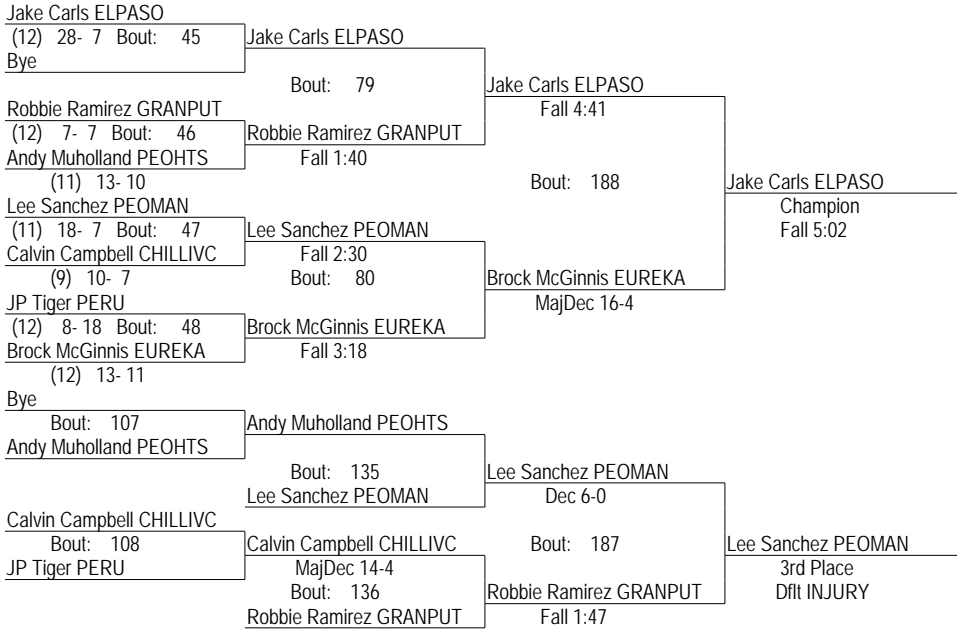 Jake Carls ELPASO
(12) 28- 7 Bout: 45 Jake Carls ELPASO
Bye
Bout: 79 Jake Carls ELPASO
Robbie Ramirez GRANPUT Fall 4:41
(12) 7- 7 Bout: 46 Robbie Ramirez GRANPUT
Andy Muholland PEOHTS Fall 1:40
(11) 13- 10 Bout: 188 Jake Carls ELPASO
Lee Sanchez PEOMAN Champion
(11) 18- 7 Bout: 47 Lee Sanchez PEOMAN Fall 5:02
Calvin Campbell CHILLIVC Fall 2:30
(9) 10- 7 Bout: 80 Brock McGinnis EUREKA
JP Tiger PERU MajDec 16-4
(12) 8- 18 Bout: 48 Brock McGinnis EUREKA
Brock McGinnis EUREKA Fall 3:18
(12) 13- 11
Bye
Bout: 107 Andy Muholland PEOHTS
Andy Muholland PEOHTS
Bout: 135 Lee Sanchez PEOMAN
Lee Sanchez PEOMAN Dec 6-0
Calvin Campbell CHILLIVC
Bout: 108 Calvin Campbell CHILLIVC Bout: 187 Lee Sanchez PEOMAN
JP Tiger PERU MajDec 14-4 3rd Place
Bout: 136 Robbie Ramirez GRANPUT Dflt INJURY
Robbie Ramirez GRANPUT Fall 1:47